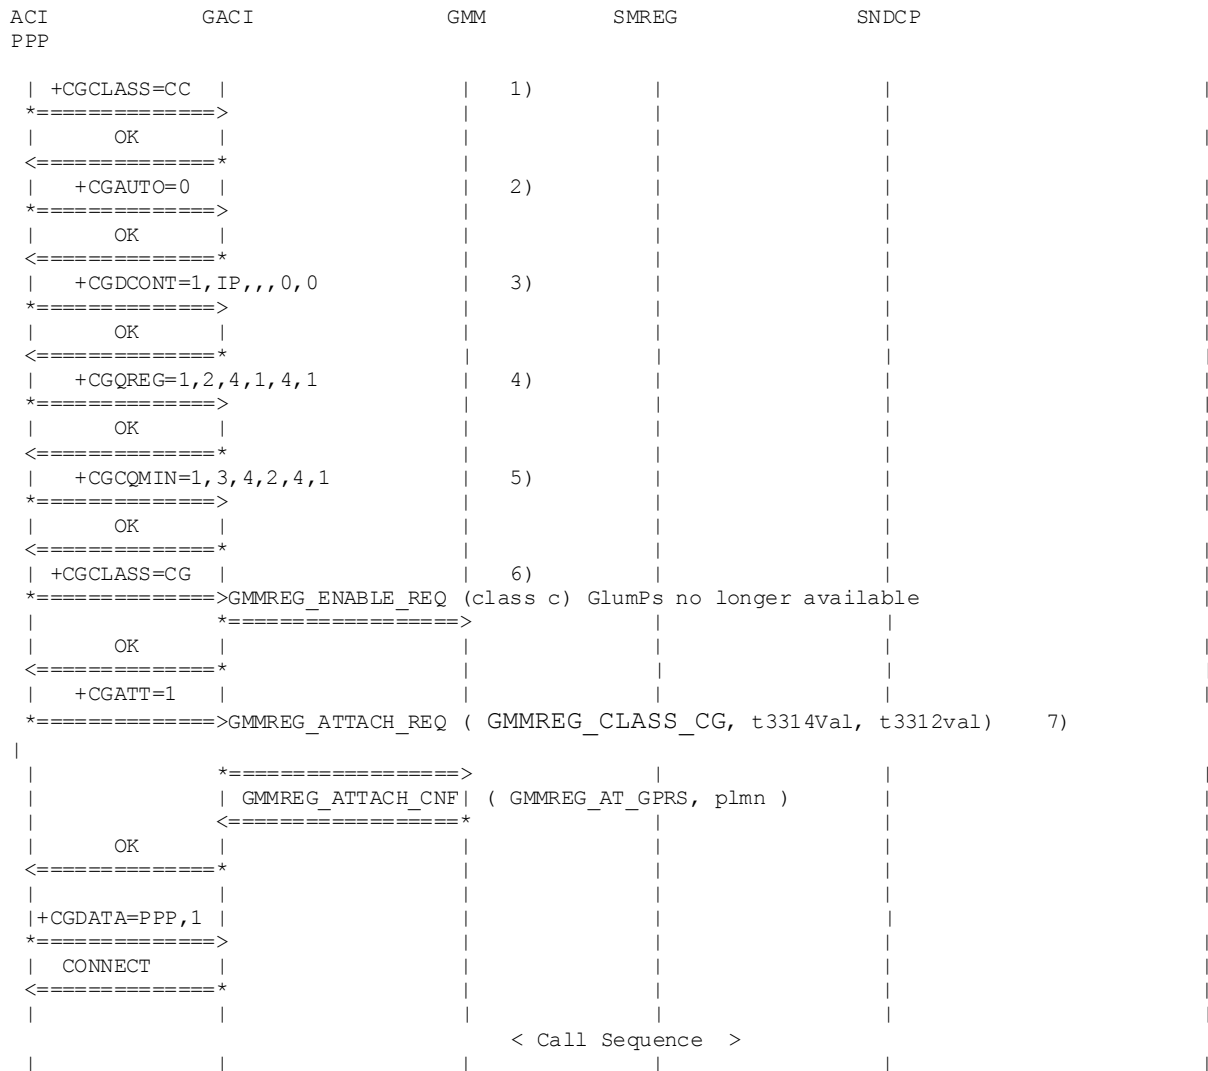 ACI GACI GMM SMREG SNDCP
PPP
| +CGCLASS=CC | | 1) | | |
*==============> | | |
| OK | | | | |
<==============* | | |
| +CGAUTO=0 | | 2) | | |
*==============> | | | |
| OK | | | | |
<==============* | | | |
| +CGDCONT=1,IP,,,0,0 | 3) | | |
*==============> | | | |
| OK | | | | |
<==============* | | | |
| +CGQREG=1,2,4,1,4,1 | 4) | | |
*==============> | | | |
| OK | | | | |
<==============* | | | |
| +CGCQMIN=1,3,4,2,4,1 | 5) | | |
*==============> | | | |
| OK | | | |
<==============* | | | |
| +CGCLASS=CG | | 6) | | |
*==============>GMMREG_ENABLE_REQ (class c) GlumPs no longer available |
| *==================> | |
| OK | | | | |
<==============* | | | |
| +CGATT=1 | | | | |
*==============>GMMREG_ATTACH_REQ ( GMMREG_CLASS_CG, t3314Val, t3312val) 7)
|
| *==================> | | |
| | GMMREG_ATTACH_CNF| ( GMMREG_AT_GPRS, plmn ) | |
| <==================* | | |
| OK | | | | |
<==============* | | | |
| | | | | |
|+CGDATA=PPP,1 | | | |
*==============> | | | |
| CONNECT | | | | |
<==============* | | | |
| | | | | |
< Call Sequence >
| | | | | |